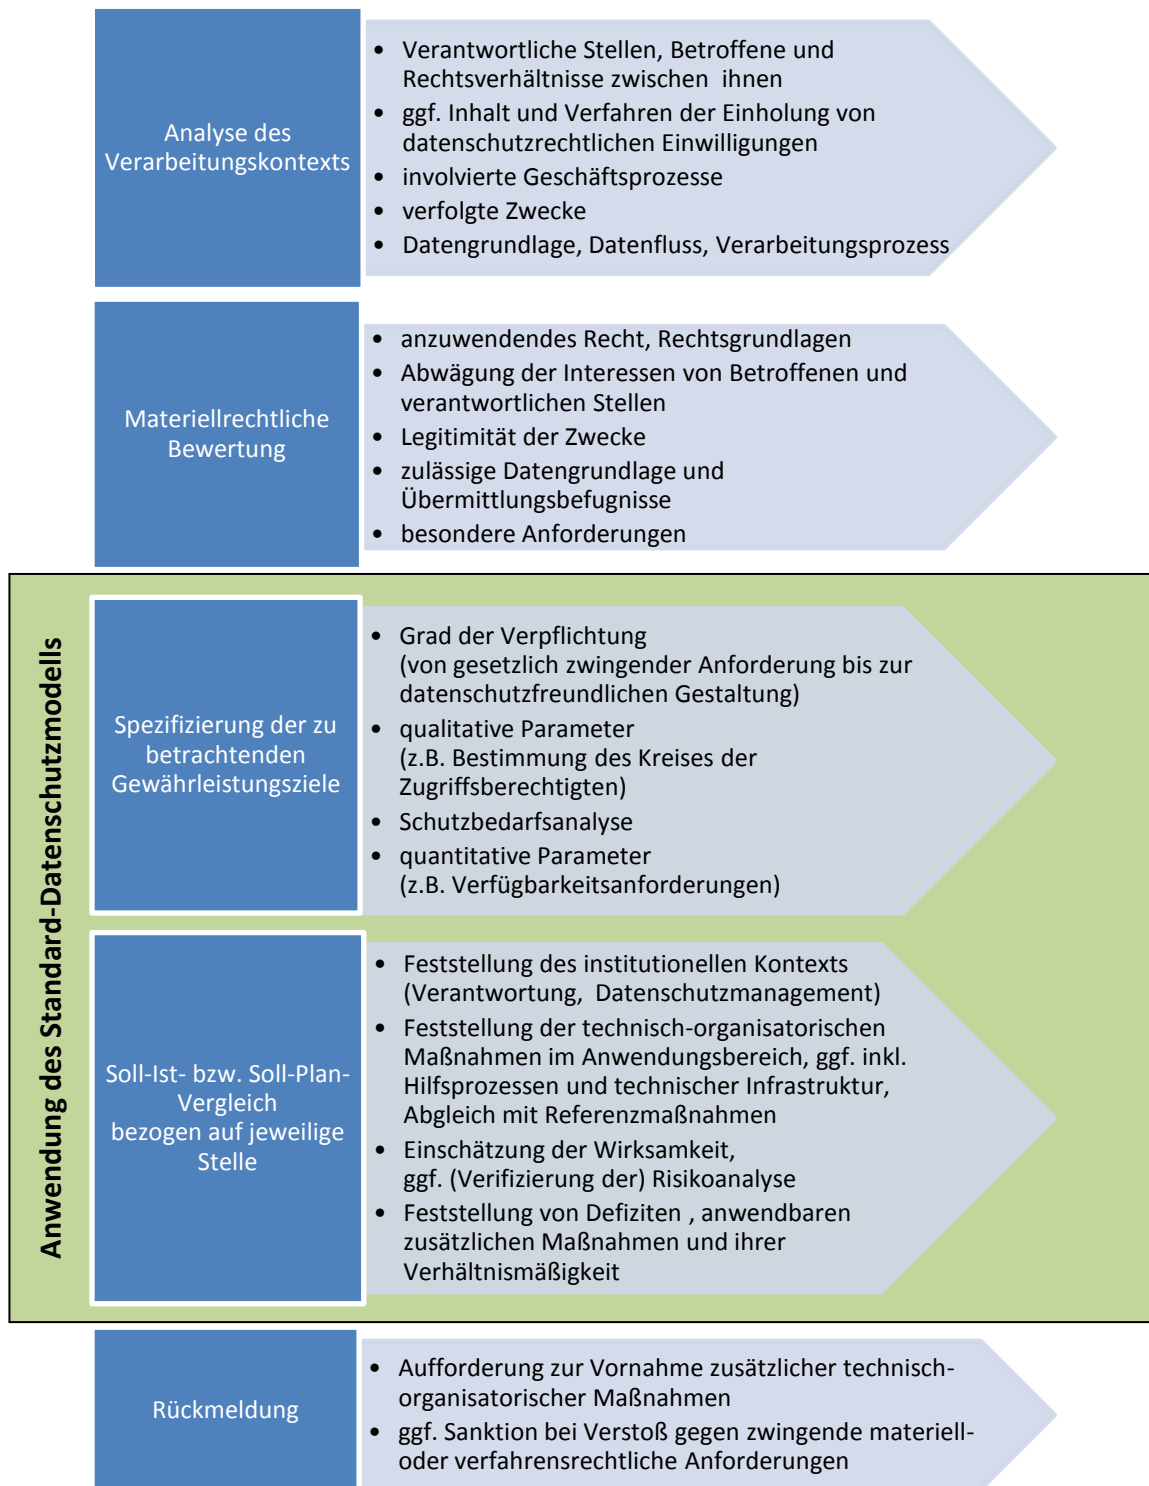 Analyse des
Verarbeitungskontexts
• Verantwortliche Stellen, Betroffene und
Rechtsverhältnisse zwischen ihnen
• ggf. Inhalt und Verfahren der Einholung von
datenschutzrechtlichen Einwilligungen
• involvierte Geschäftsprozesse
• verfolgte Zwecke
• Datengrundlage, Datenfluss, Verarbeitungsprozess
Materiellrechtliche
Bewertung
• anzuwendendes Recht, Rechtsgrundlagen
• Abwägung der Interessen von Betroffenen und
verantwortlichen Stellen
• Legitimität der Zwecke
• zulässige Datengrundlage und
Übermittlungsbefugnisse
• besondere Anforderungen
Anwendung des Standard-Datenschutzmodells
Spezifizierung der zu
betrachtenden
Gewährleistungsziele
• Grad der Verpflichtung
(von gesetzlich zwingender Anforderung bis zur
datenschutzfreundlichen Gestaltung)
• qualitative Parameter
(z.B. Bestimmung des Kreises der
Zugriffsberechtigten)
• Schutzbedarfsanalyse
• quantitative Parameter
(z.B. Verfügbarkeitsanforderungen)
Soll-Ist- bzw. Soll-Plan-
Vergleich
bezogen auf jeweilige
Stelle
• Feststellung des institutionellen Kontexts
(Verantwortung, Datenschutzmanagement)
• Feststellung der technisch-organisatorischen
Maßnahmen im Anwendungsbereich, ggf. inkl.
Hilfsprozessen und technischer Infrastruktur,
Abgleich mit Referenzmaßnahmen
• Einschätzung der Wirksamkeit,
ggf. (Verifizierung der) Risikoanalyse
• Feststellung von Defiziten , anwendbaren
zusätzlichen Maßnahmen und ihrer
Verhältnismäßigkeit
Rückmeldung
• Aufforderung zur Vornahme zusätzlicher technisch-
organisatorischer Maßnahmen
• ggf. Sanktion bei Verstoß gegen zwingende materiell-
oder verfahrensrechtliche Anforderungen